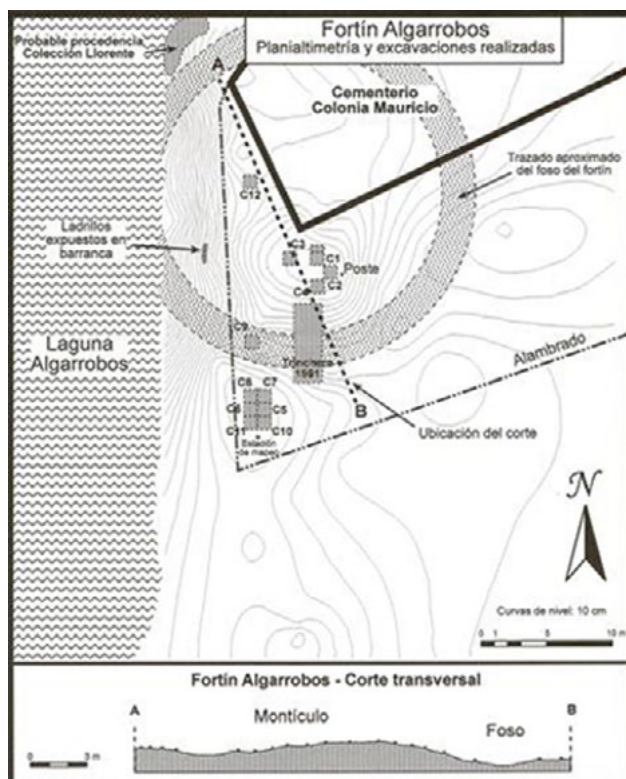 Fortín Algarrobos
Planialtimetría y excavaciones realizadas
Probable procedencia
Colección Llorente
A
Cementerio
Colonia Mauricio
Trazado aproximado
del foso del fortín
C12
Ladrillos
expuestos en
barranca
C3
C1
Poste
C2
C4
C9
Trinchera
1991
Laguna
Algarrobos
Alambrado
C8
C7
C6
C5
C11
C10
B
Ubicación del corte
Estación
de mapeo
N
Curvas de nivel: 10 cm
0 1 5 10 m
Fortín Algarrobos - Corte transversal
A
Montículo
Foso
B
0 3 m